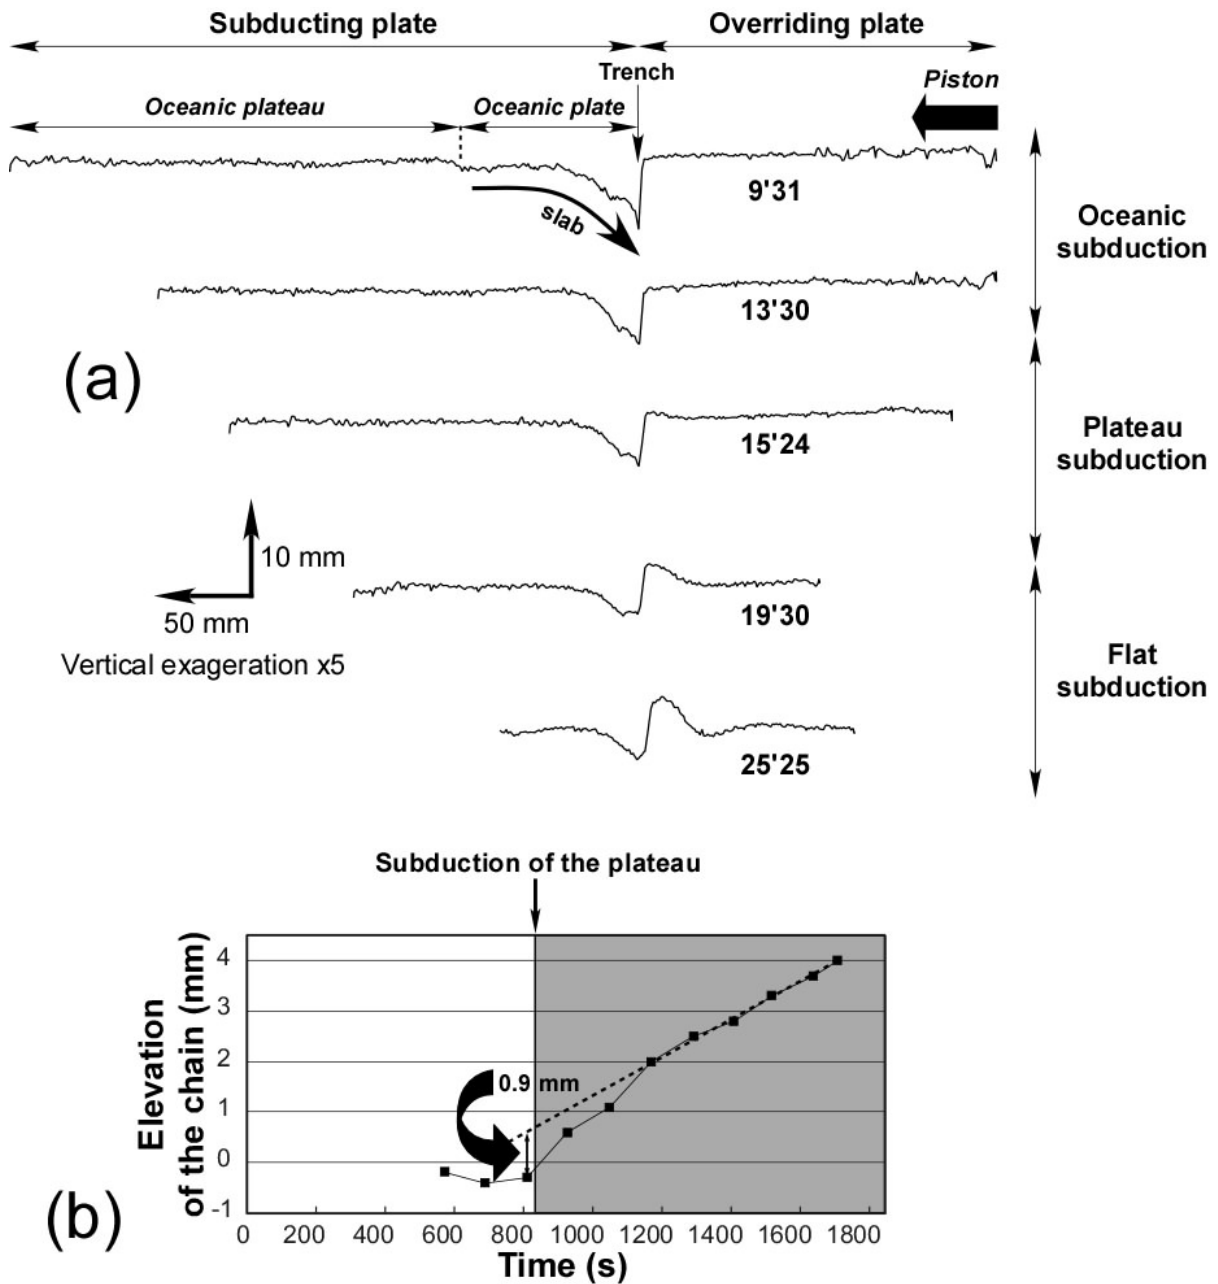 Subducting plate
Overriding plate
Trench
Piston
Oceanic plateau
Oceanic plate
slab
9'31
Oceanic
subduction
13'30
(a)
15'24
Plateau
subduction
10 mm
50 mm
19'30
Vertical exageration x5
Flat
subduction
25'25
Subduction of the plateau
Elevation
of the chain (mm)
4
3
2
1
0
-1
0.9 mm
0 200 400 600 800 1000 1200 1400 1600 1800
Time (s)
(b)